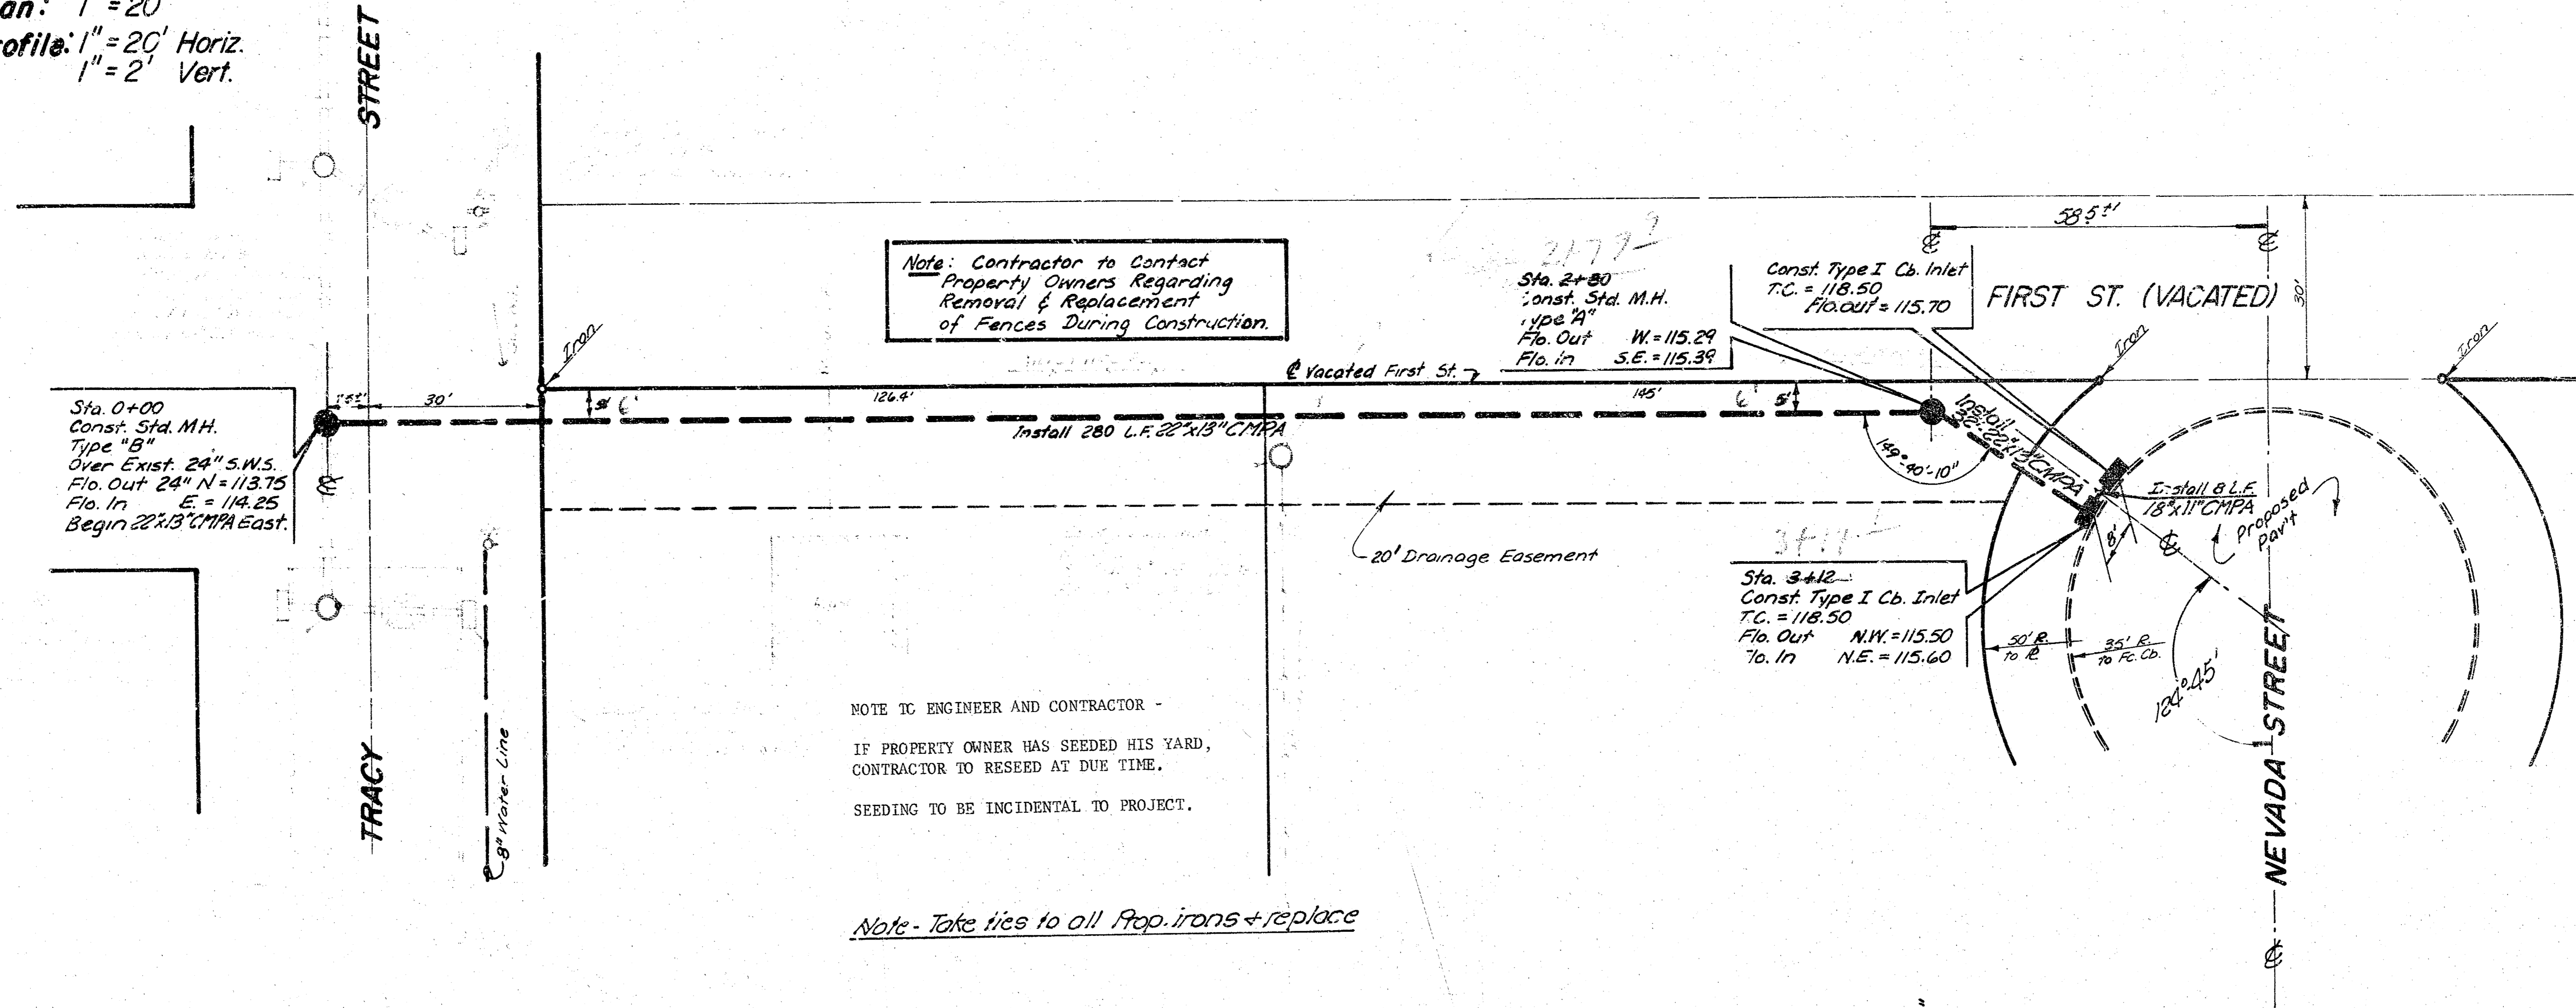 1" = 20'
1" = 20' Horiz.
1" = 2' Vert.
STREET
TRACY
Iron
Note: Contractor to Contact
Property Owners Regarding
Removal & Replacement
of Fences During Construction.
Sta. 2+80
Std. M.H.
"A"
Flo. Out W. = 115.29
Flo. in S.E. = 115.39
Const. Type I Cb. Inlet
T.C. = 118.50
Flo. out = 115.70
58.5±'
FIRST ST. (VACATED)
30'
Iron
Iron
℄ Vacated First St.
Sta. 0+00
Const. Std. M.H.
Type "B"
Over Exist. 24" S.W.S.
Flo. Out 24" N = 113.75
Flo. In E. = 114.25
Begin 22"x13" CMPA East.
30'
5'
6'
126.4'
145'
6'
5'
Install 280 L.F. 22"x13" CMPA
Install
32'-22"x13" CMPA
149°-40'-10"
Install 8 L.F.
18"x11" CMPA
8'
Proposed
Pav't
20' Drainage Easement
Sta. 3+12
Const. Type I Cb. Inlet
T.C. = 118.50
Flo. Out N.W. = 115.50
Flo. In N.E. = 115.60
50' R.
to ℞
35' R.
to Fc. Cb.
124°-45'
NEVADA STREET
8" Water Line
NOTE TO ENGINEER AND CONTRACTOR -
IF PROPERTY OWNER HAS SEEDED HIS YARD,
CONTRACTOR TO RESEED AT DUE TIME.
SEEDING TO BE INCIDENTAL TO PROJECT.
Note - Take ties to all Prop. irons + replace